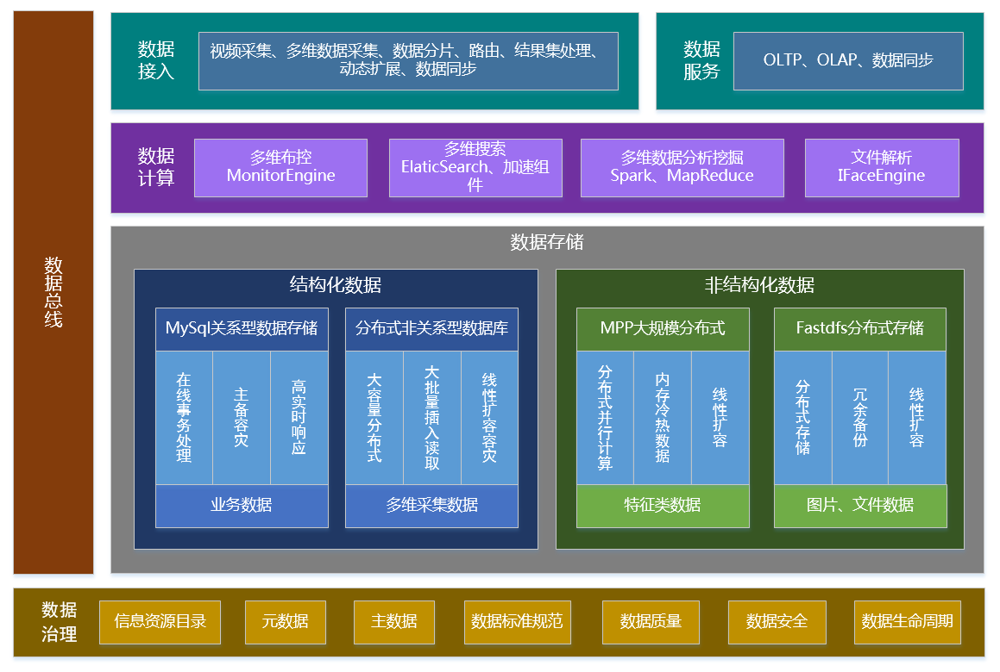 数据总线
数据
接入
视频采集、多维数据采集、数据分片、路由、结果集处理、
动态扩展、数据同步
数据
服务
OLTP、OLAP、数据同步
数据
计算
多维布控
MonitorEngine
多维搜索
ElaticSearch、加速组
件
多维数据分析挖掘
Spark、MapReduce
文件解析
IFaceEngine
数据存储
结构化数据
MySql关系型数据存储
在线事务处理
主备容灾
高实时响应
业务数据
分布式非关系型数据库
大容量分布式
大批量插入读取
线性扩容容灾
多维采集数据
非结构化数据
MPP大规模分布式
分布式并行计算
内存冷热数据
线性扩容
特征类数据
Fastdfs分布式存储
分布式存储
冗余备份
线性扩容
图片、文件数据
数据
治理
信息资源目录
元数据
主数据
数据标准规范
数据质量
数据安全
数据生命周期